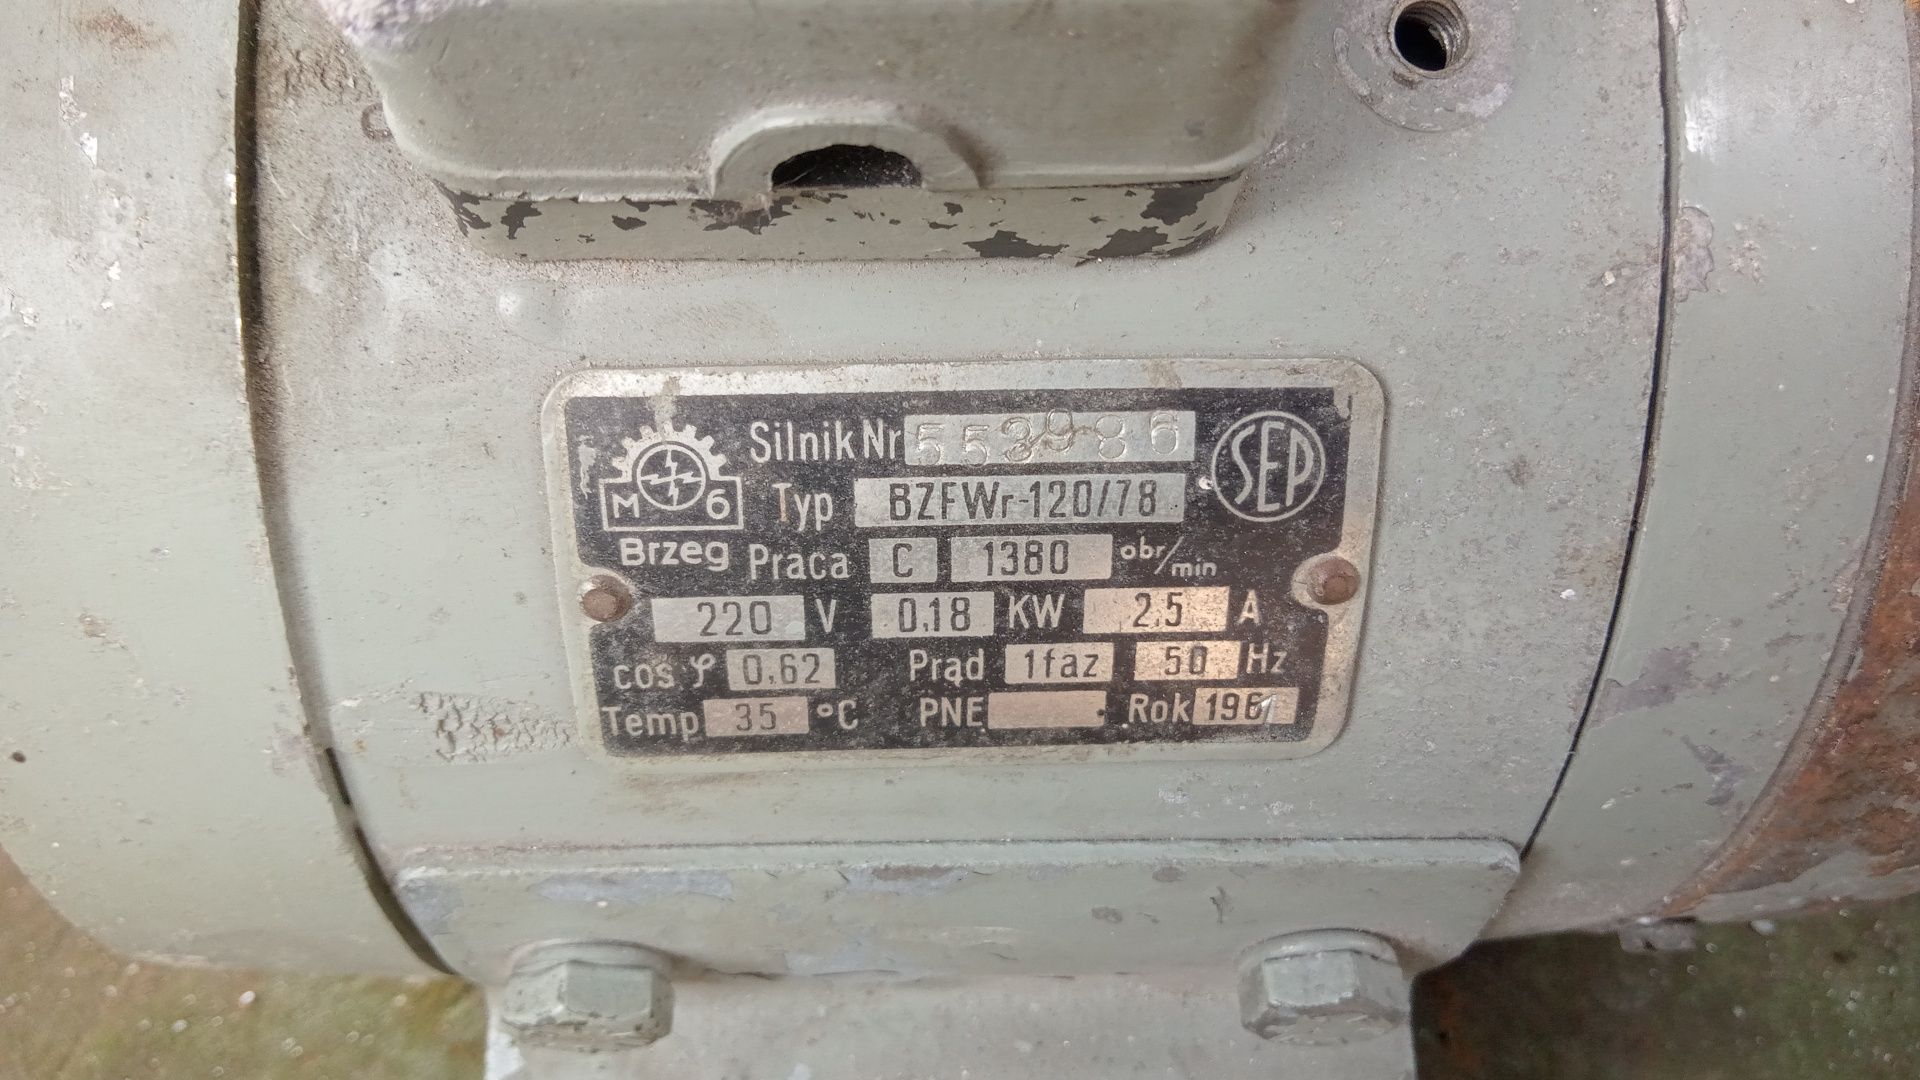 Silnik Nr 553986
SEP
M 6
Typ BZFWr-120/78
Brzeg
Praca C 1380 obr/min
220 V 0,18 KW 2,5 A
cos φ 0,62 Prąd 1faz 50 Hz
Temp 35 °C PNE Rok 1961